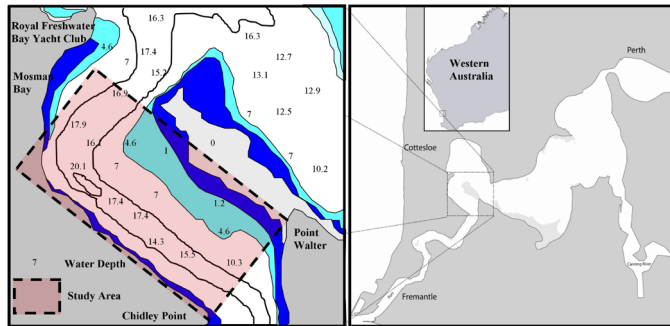 16.3
Royal Freshwater
Bay Yacht Club
4.6
16.3
17.4
12.7
Mosman
Bay
7
15.2
13.1
16.9
12.9
12.5
17.9
16.
4.6
1
0
7
20.1
7
10.2
7
17.4
1.2
17.4
4.6
14.3
15.5
Point
Walter
7
Water Depth
10.3
Study Area
Chidley Point
Western
Australia
Perth
Cottesloe
Canning River
Fremantle